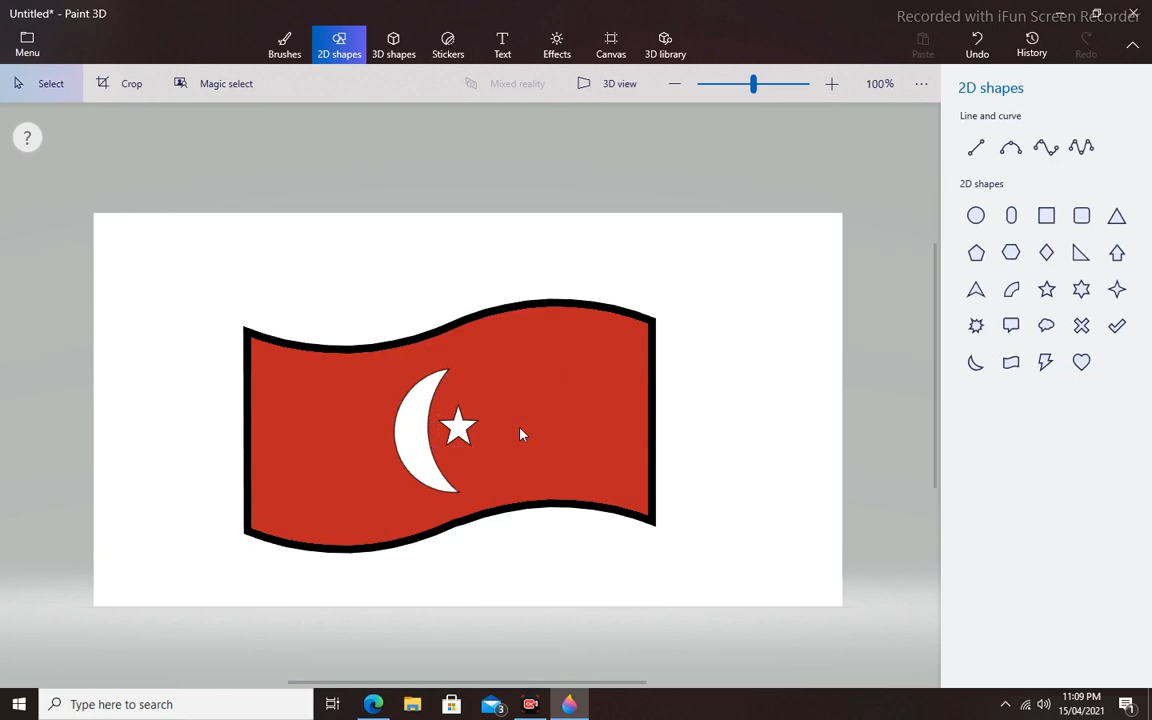 Untitled* - Paint 3D
Recorded with iFun Screen Recorder
Menu
Brushes
2D shapes
3D shapes
Stickers
Text
Effects
Canvas
3D library
Paste
Undo
History
Redo
Select
Crop
Magic select
Mixed reality
3D view
100%
2D shapes
Line and curve
?
2D shapes
Type here to search
3
11:09 PM
15/04/2021
1